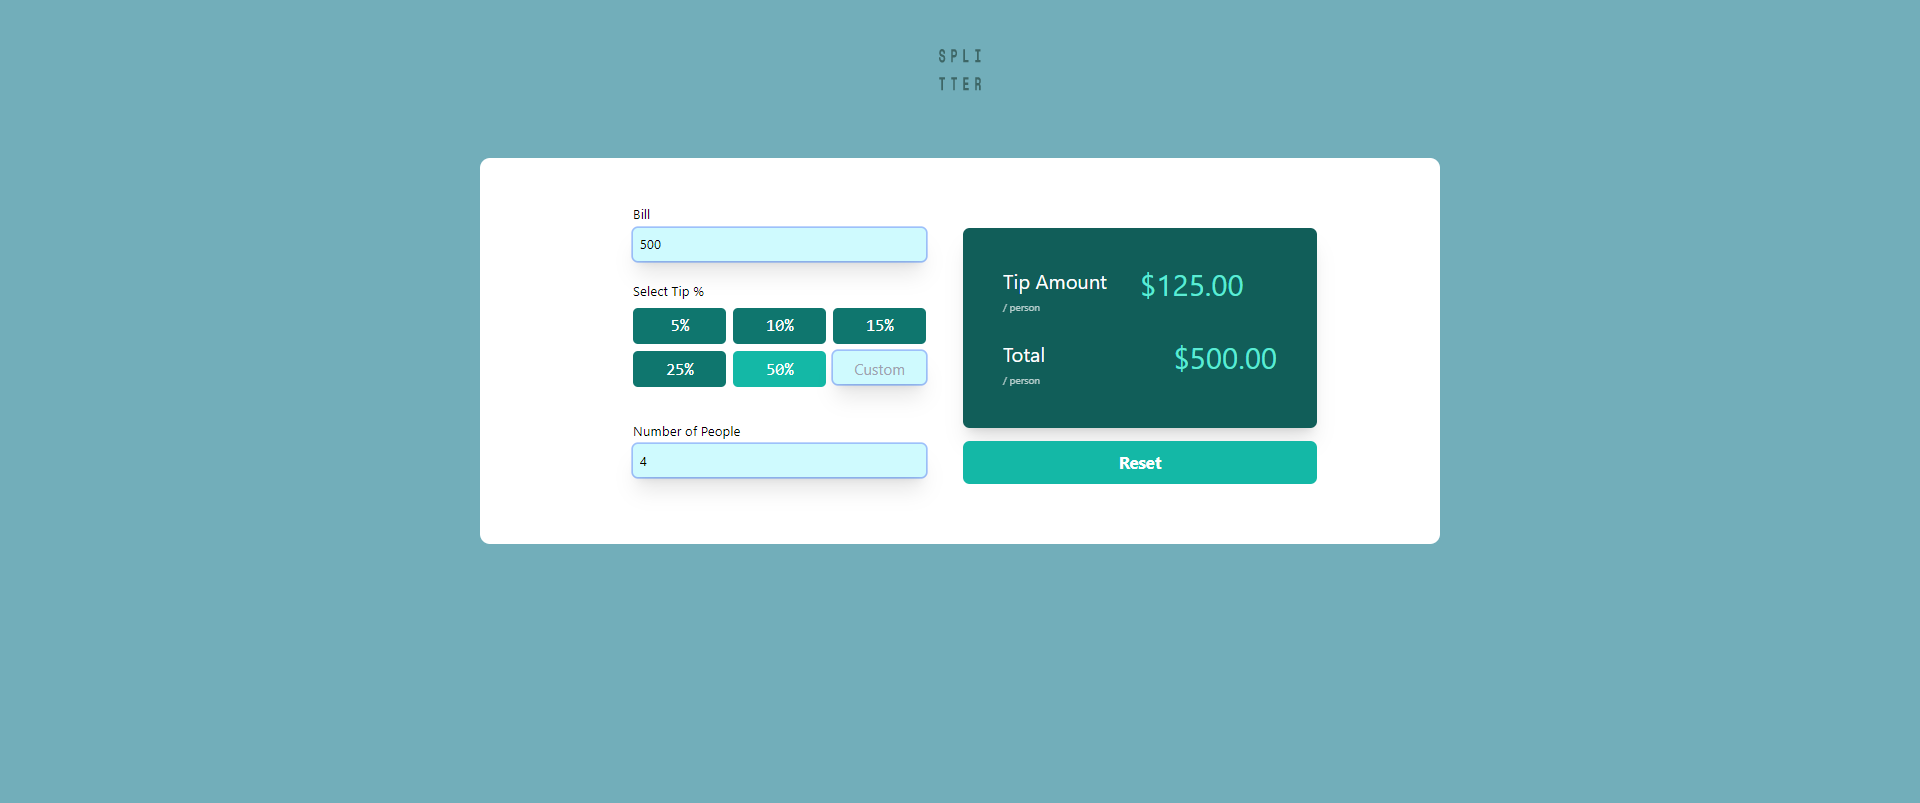 SPLI
TTER
Bill
500
Select Tip %
5% 10% 15%
25% 50% Custom
Number of People
4
Tip Amount $125.00
/ person
Total $500.00
/ person
Reset